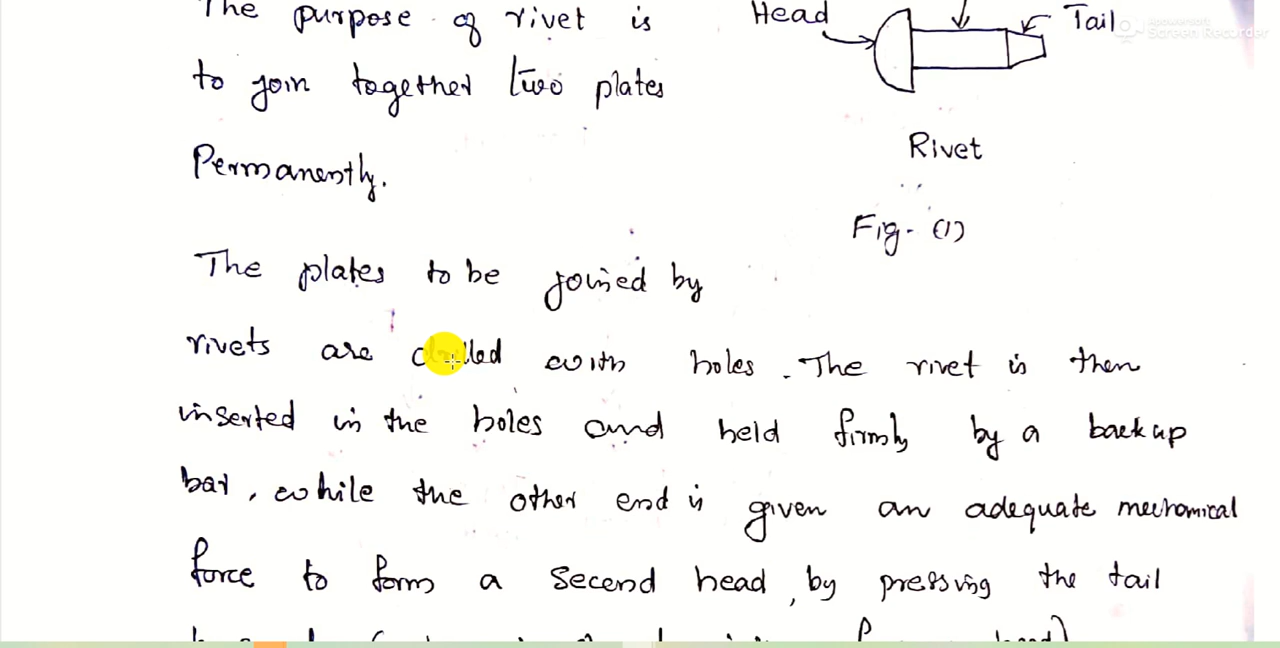 The purpose of rivet is
to join together two plates
Permanently.
Head
Tail
Apowersoft
Screen Recorder
Rivet
Fig- (1)
The plates to be joined by
rivets are drilled with holes. The rivet is then
inserted in the holes and held firmly by a backup
bar, while the other end is given an adequate mechanical
force to form a second head, by pressing the tail